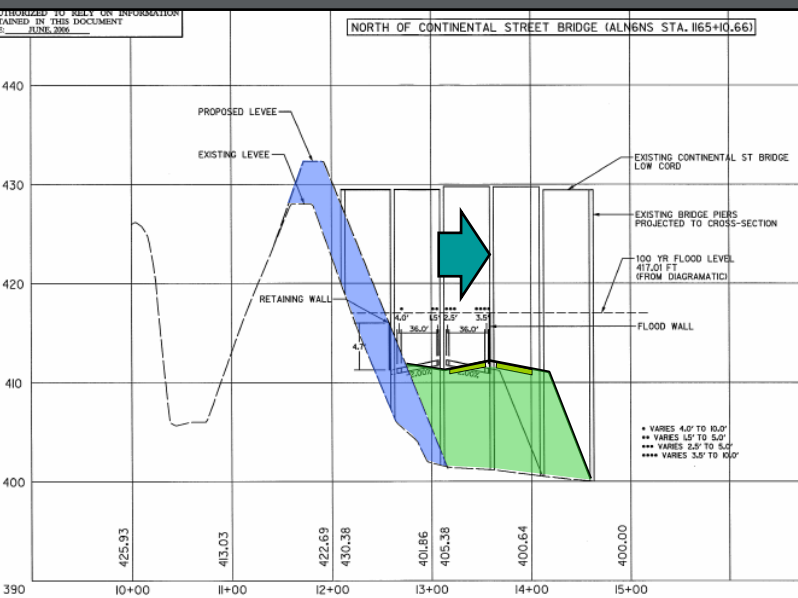 UTHORIZED TO RELY ON INFORMATION
TAINED IN THIS DOCUMENT
E: JUNE, 2006
NORTH OF CONTINENTAL STREET BRIDGE (ALN6NS STA. 1165+10.66)
440
PROPOSED LEVEE
EXISTING LEVEE
EXISTING CONTINENTAL ST BRIDGE
LOW CORD
430
EXISTING BRIDGE PIERS
PROJECTED TO CROSS-SECTION
100 YR FLOOD LEVEL
417.01 FT
(FROM DIAGRAMATIC)
420
RETAINING WALL
* ** *** ****
4.0' 1.5' 2.5' 3.5'
36.0' 36.0'
FLOOD WALL
4.7'
410
* VARIES 4.0' TO 10.0'
** VARIES 1.5' TO 5.0'
*** VARIES 2.5' TO 5.0'
**** VARIES 3.5' TO 10.0'
400
425.93
413.03
422.69
430.38
401.86
405.38
400.64
400.00
390
10+00 11+00 12+00 13+00 14+00 15+00